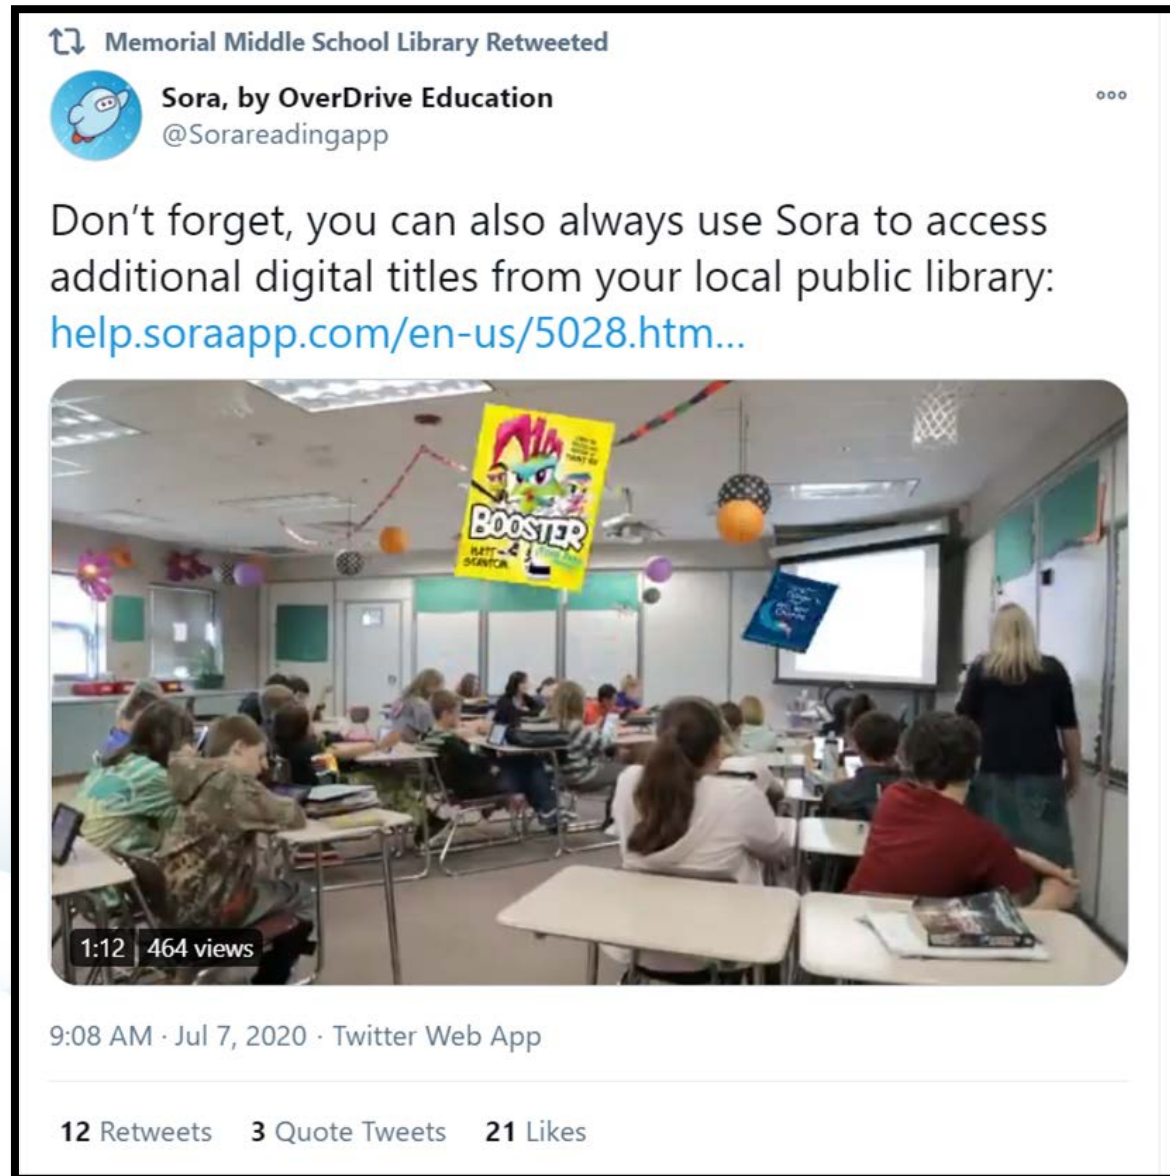 Memorial Middle School Library Retweeted
Sora, by OverDrive Education
@Sorareadingapp
Don't forget, you can also always use Sora to access
additional digital titles from your local public library:
help.soraapp.com/en-us/5028.htm...
BOOSTER
1:12 464 views
9:08 AM · Jul 7, 2020 · Twitter Web App
12 Retweets 3 Quote Tweets 21 Likes